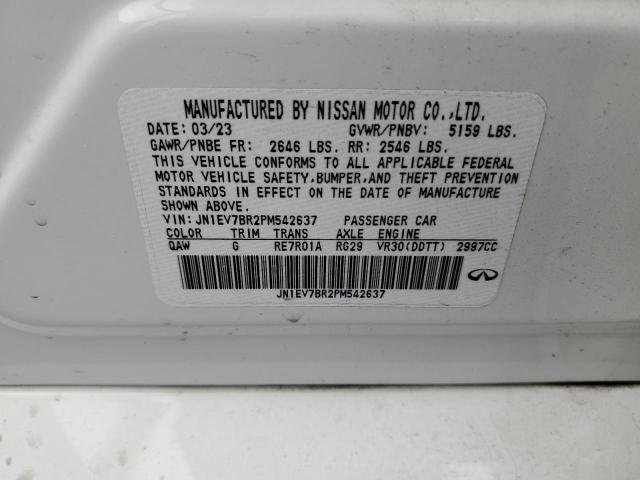 MANUFACTURED BY NISSAN MOTOR CO.,LTD.
DATE: 03/23 GVWR/PNBV: 5159 LBS.
GAWR/PNBE FR: 2646 LBS. RR: 2546 LBS.
THIS VEHICLE CONFORMS TO ALL APPLICABLE FEDERAL
MOTOR VEHICLE SAFETY,BUMPER,AND THEFT PREVENTION
STANDARDS IN EFFECT ON THE DATE OF MANUFACTURE
SHOWN ABOVE.
VIN: JN1EV7BR2PM542637 PASSENGER CAR
COLOR TRIM TRANS AXLE ENGINE
QAW G RE7R01A RG29 VR30(DDTT) 2997CC
JN1EV7BR2PM542637